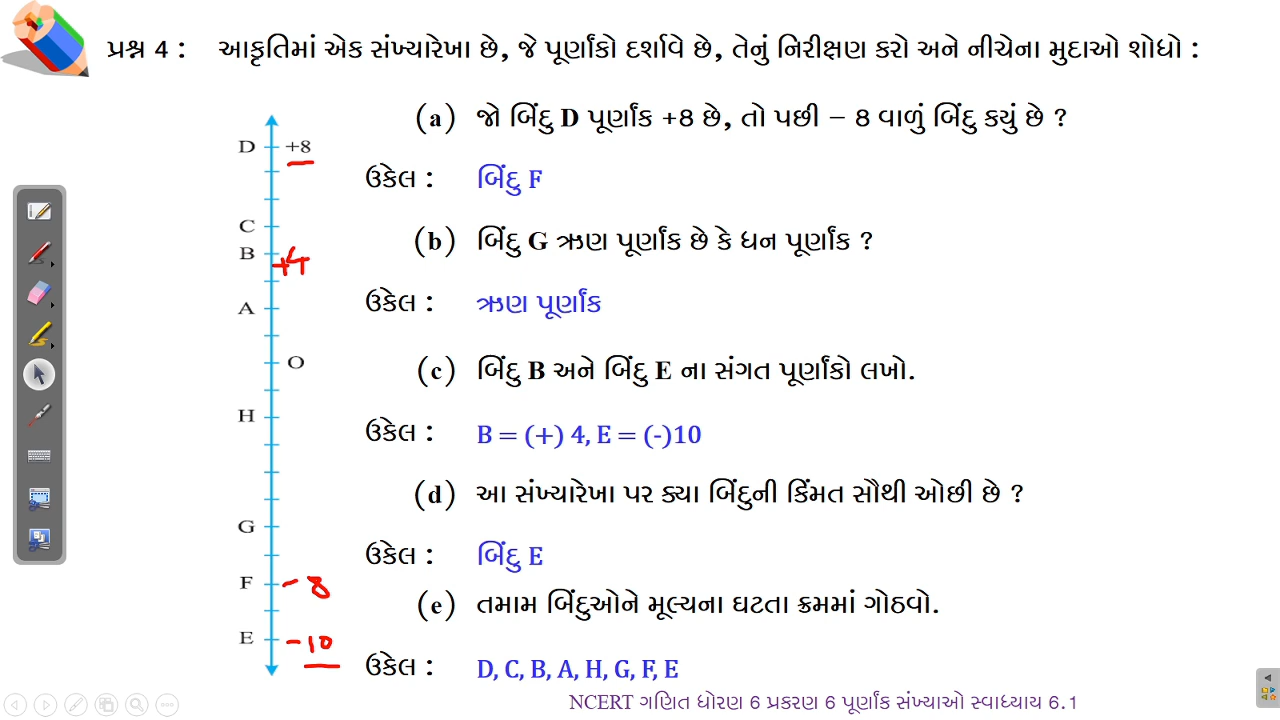 પ્રશ્ન 4 : આકૃતિમાં એક સંખ્યારેખા છે, જે પૂર્ણાંકો દર્શાવે છે, તેનું નિરીક્ષણ કરો અને નીચેના મુદાઓ શોધો :
(a) જો બિંદુ D પૂર્ણાંક +8 છે, તો પછી – 8 વાળું બિંદુ કયું છે ?
D +8
ઉકેલ : બિંદુ F
C
(b) બિંદુ G ઋણ પૂર્ણાંક છે કે ધન પૂર્ણાંક ?
B +4
ઉકેલ : ઋણ પૂર્ણાંક
A
O
(c) બિંદુ B અને બિંદુ E ના સંગત પૂર્ણાંકો લખો.
H
ઉકેલ : B = (+) 4, E = (-)10
(d) આ સંખ્યારેખા પર ક્યા બિંદુની કિંમત સૌથી ઓછી છે ?
G
ઉકેલ : બિંદુ E
F -8
(e) તમામ બિંદુઓને મૂલ્યના ઘટતા ક્રમમાં ગોઠવો.
E -10
ઉકેલ : D, C, B, A, H, G, F, E
NCERT ગણિત ધોરણ 6 પ્રકરણ 6 પૂર્ણાંક સંખ્યાઓ સ્વાધ્યાય 6.1